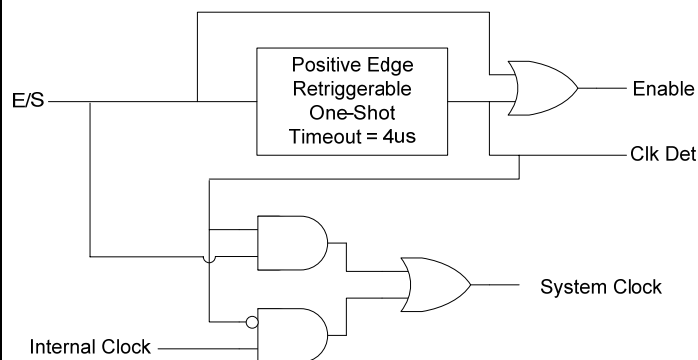 E/S
Positive Edge
Retriggerable
One-Shot
Timeout = 4us
Enable
Clk Det
System Clock
Internal Clock